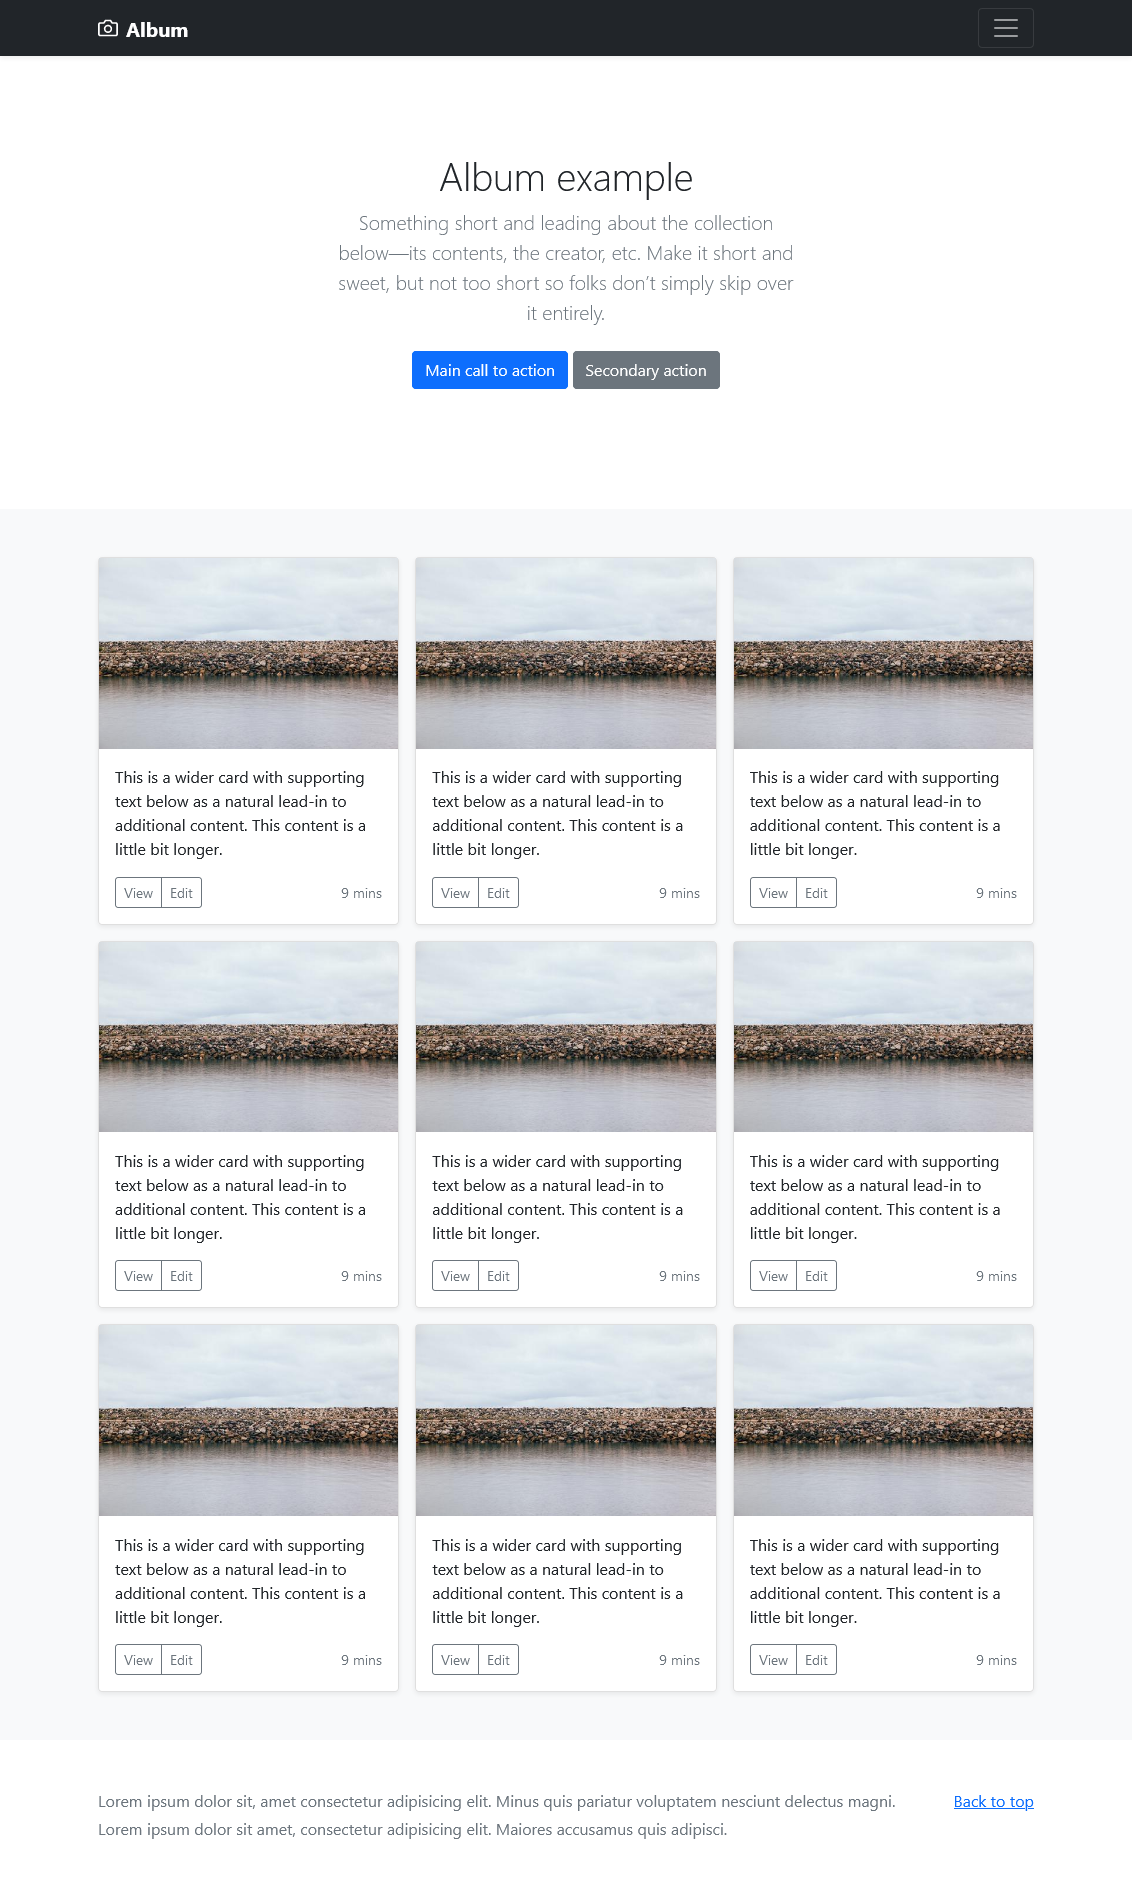 Album
Album example
Something short and leading about the collection
below—its contents, the creator, etc. Make it short and
sweet, but not too short so folks don’t simply skip over
it entirely.
Main call to action Secondary action
This is a wider card with supporting
text below as a natural lead-in to
additional content. This content is a
little bit longer.
View Edit 9 mins
This is a wider card with supporting
text below as a natural lead-in to
additional content. This content is a
little bit longer.
View Edit 9 mins
This is a wider card with supporting
text below as a natural lead-in to
additional content. This content is a
little bit longer.
View Edit 9 mins
This is a wider card with supporting
text below as a natural lead-in to
additional content. This content is a
little bit longer.
View Edit 9 mins
This is a wider card with supporting
text below as a natural lead-in to
additional content. This content is a
little bit longer.
View Edit 9 mins
This is a wider card with supporting
text below as a natural lead-in to
additional content. This content is a
little bit longer.
View Edit 9 mins
This is a wider card with supporting
text below as a natural lead-in to
additional content. This content is a
little bit longer.
View Edit 9 mins
This is a wider card with supporting
text below as a natural lead-in to
additional content. This content is a
little bit longer.
View Edit 9 mins
This is a wider card with supporting
text below as a natural lead-in to
additional content. This content is a
little bit longer.
View Edit 9 mins
Lorem ipsum dolor sit, amet consectetur adipisicing elit. Minus quis pariatur voluptatem nesciunt delectus magni.
Lorem ipsum dolor sit amet, consectetur adipisicing elit. Maiores accusamus quis adipisci.
Back to top